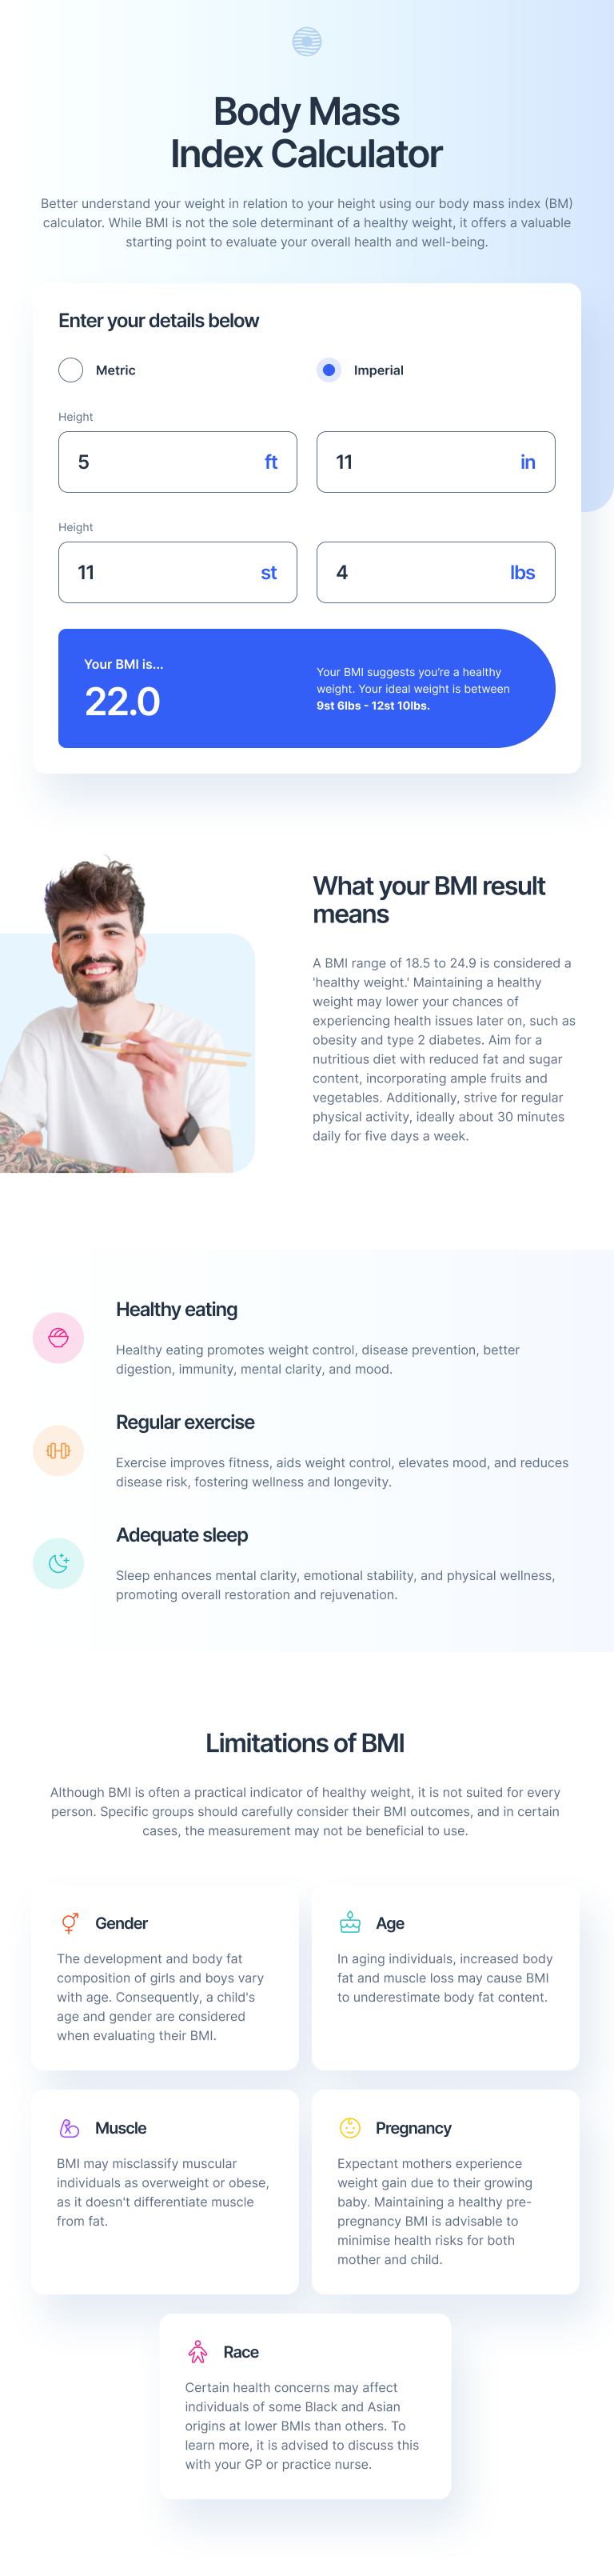 Body Mass
Index Calculator
Better understand your weight in relation to your height using our body mass index (BM)
calculator. While BMI is not the sole determinant of a healthy weight, it offers a valuable
starting point to evaluate your overall health and well-being.
Enter your details below
Metric
Imperial
Height
5 ft
11 in
Height
11 st
4 lbs
Your BMI is...
22.0
Your BMI suggests you're a healthy
weight. Your ideal weight is between
9st 6lbs - 12st 10lbs.
What your BMI result
means
A BMI range of 18.5 to 24.9 is considered a
'healthy weight.' Maintaining a healthy
weight may lower your chances of
experiencing health issues later on, such as
obesity and type 2 diabetes. Aim for a
nutritious diet with reduced fat and sugar
content, incorporating ample fruits and
vegetables. Additionally, strive for regular
physical activity, ideally about 30 minutes
daily for five days a week.
Healthy eating
Healthy eating promotes weight control, disease prevention, better
digestion, immunity, mental clarity, and mood.
Regular exercise
Exercise improves fitness, aids weight control, elevates mood, and reduces
disease risk, fostering wellness and longevity.
Adequate sleep
Sleep enhances mental clarity, emotional stability, and physical wellness,
promoting overall restoration and rejuvenation.
Limitations of BMI
Although BMI is often a practical indicator of healthy weight, it is not suited for every
person. Specific groups should carefully consider their BMI outcomes, and in certain
cases, the measurement may not be beneficial to use.
Gender
The development and body fat
composition of girls and boys vary
with age. Consequently, a child's
age and gender are considered
when evaluating their BMI.
Age
In aging individuals, increased body
fat and muscle loss may cause BMI
to underestimate body fat content.
Muscle
BMI may misclassify muscular
individuals as overweight or obese,
as it doesn't differentiate muscle
from fat.
Pregnancy
Expectant mothers experience
weight gain due to their growing
baby. Maintaining a healthy pre-
pregnancy BMI is advisable to
minimise health risks for both
mother and child.
Race
Certain health concerns may affect
individuals of some Black and Asian
origins at lower BMIs than others. To
learn more, it is advised to discuss this
with your GP or practice nurse.